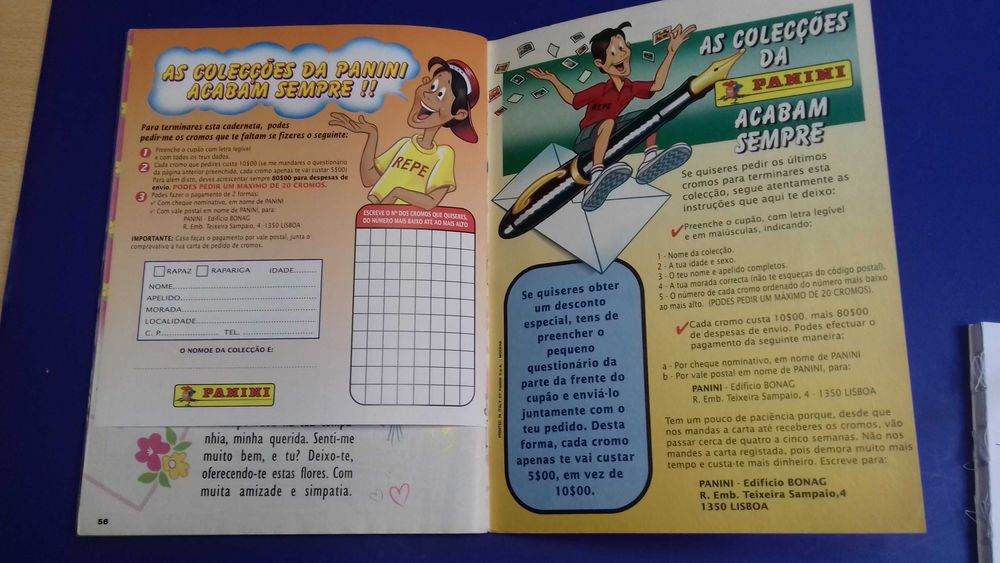 AS COLECÇÕES DA PANINI
ACABAM SEMPRE !!
Para terminares esta caderneta, podes
pedir-me os cromos que te faltam se fizeres o seguinte:
1 Preenche o cupão com letra legível
e com todos os teus dados.
2 Cada cromo que pedires custa 10$00 (se me mandares o questionário
da página anterior preenchido, cada cromo apenas te vai custar 5$00)
Para além disto, deves acrescentar sempre 80$00 para despesas de
envio. PODES PEDIR UM MAXIMO DE 20 CROMOS.
3 Podes fazer o pagamento de 2 formas:
✓ Com cheque nominativo, em nome de PANINI
✓ Com vale postal em nome de PANINI, para:
PANINI - Edifício BONAG
R. Emb. Teixeira Sampaio, 4 -1350 LISBOA
IMPORTANTE: Caso faças o pagamento por vale postal, junta o
comprovativo à tua carta de pedido de cromos.
REPE
ESCREVE O Nº DOS CROMOS QUE QUISERES,
DO NÚMERO MAIS BAIXO ATÉ AO MAIS ALTO
RAPAZ RAPARIGA IDADE..........
NOME
APELIDO
MORADA
LOCALIDADE
C. P. TEL.
O NOMOE DA COLECÇÃO É:
PANINI
nhia, minha querida. Senti-me
muito bem, e tu? Deixo-te,
oferecendo-te estas flores. Com
muita amizade e simpatia.
56
AS COLECÇÕES
DA
PANINI
ACABAM
SEMPRE
REPE
Se quiseres pedir os últimos
cromos para terminares esta
colecção, segue atentamente as
instruções que aqui te deixo:
✓Preenche o cupão, com letra legível
e em maiúsculas, indicando:
1 - Nome da colecção.
2 - A tua idade e sexo.
3 - O teu nome e apelido completos.
4 - A tua morada correcta (não te esqueças do código postal).
5 - O número de cada cromo ordenado do número mais baixo
ao mais alto. (PODES PEDIR UM MAXIMO DE 20 CROMOS).
✓Cada cromo custa 10$00. mais 80$00
de despesas de envio. Podes efectuar o
pagamento da seguinte maneira:
a - Por cheque nominativo, em nome de PANINI
b - Por vale postal em nome de PANINI, para:
PANINI - Edifício BONAG
R. Emb. Teixeira Sampaio, 4 - 1350 LISBOA
Tem um pouco de paciência porque, desde que
nos mandas a carta até receberes os cromos, vão
passar cerca de quatro a cinco semanas. Não nos
mandes a carta registada, pois demora muito mais
tempo e custa-te mais dinheiro. Escreve para:
PANINI - Edifício BONAG
R. Emb. Teixeira Sampaio,4
1350 LISBOA
Se quiseres obter
um desconto
especial, tens de
preencher o
pequeno
questionário da
parte da frente do
cupão e enviá-lo
juntamente com o
teu pedido. Desta
forma, cada cromo
apenas te vai custar
5$00, em vez de
10$00.
PRINTED IN ITALY BY PANINI S.p.A. - MODENA